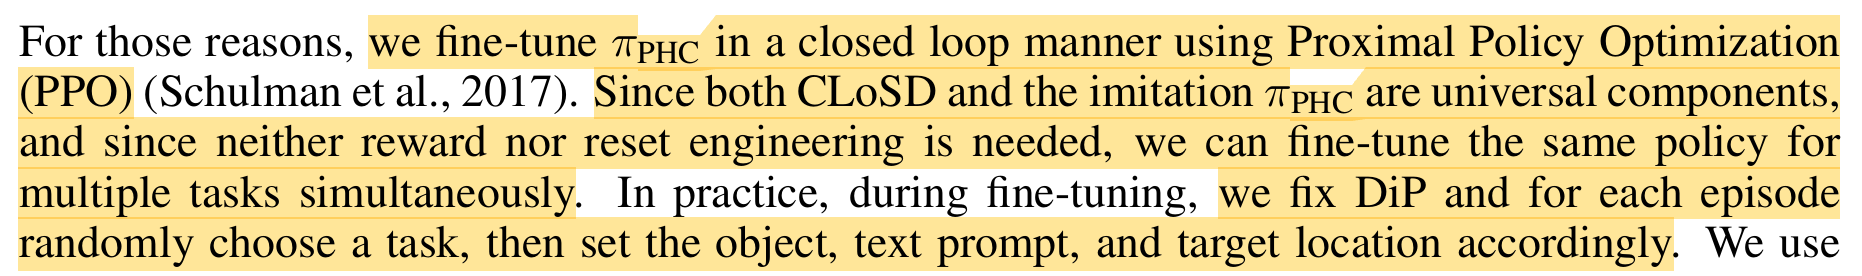 For those reasons, we fine-tune πPHC in a closed loop manner using Proximal Policy Optimization
(PPO) (Schulman et al., 2017). Since both CLoSD and the imitation πPHC are universal components,
and since neither reward nor reset engineering is needed, we can fine-tune the same policy for
multiple tasks simultaneously. In practice, during fine-tuning, we fix DiP and for each episode
randomly choose a task, then set the object, text prompt, and target location accordingly. We use